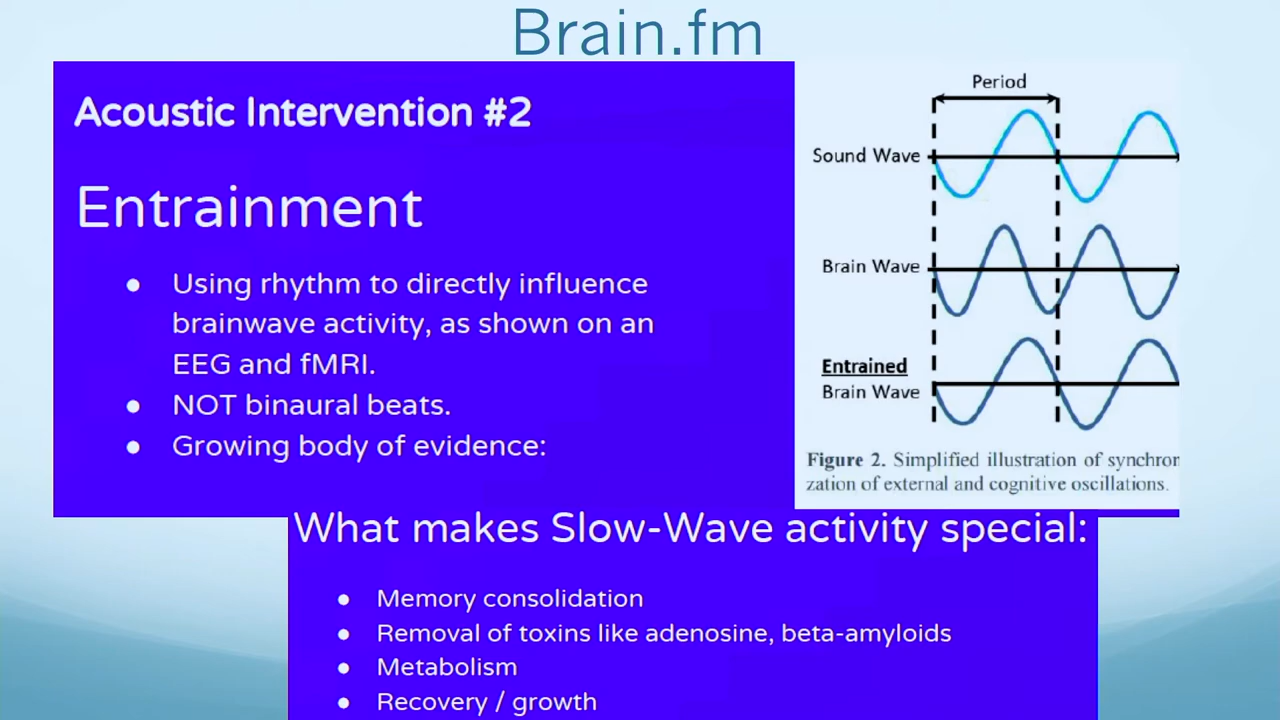 Brain.fm
Acoustic Intervention #2
Entrainment
● Using rhythm to directly influence
brainwave activity, as shown on an
EEG and fMRI.
● NOT binaural beats.
● Growing body of evidence:
Period
Sound Wave
Brain Wave
Entrained
Brain Wave
Figure 2. Simplified illustration of synchron
zation of external and cognitive oscillations.
What makes Slow-Wave activity special:
● Memory consolidation
● Removal of toxins like adenosine, beta-amyloids
● Metabolism
● Recovery / growth